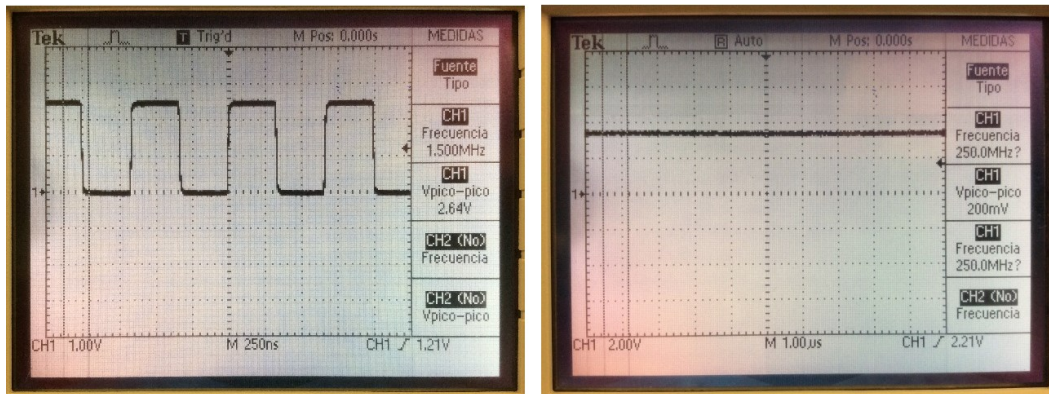 Tek T Trig'd M Pos: 0.000s MEDIDAS
Fuente
Tipo
CH1
Frecuencia
1.500MHz
CH1
Vpico-pico
2.64V
CH2 (No)
Frecuencia
CH2 (No)
Vpico-pico
1
CH1 1.00V M 250ns CH1 1.21V
Tek R Auto M Pos: 0.000s MEDIDAS
Fuente
Tipo
CH1
Frecuencia
250.0MHz?
CH1
Vpico-pico
200mV
CH1
Frecuencia
250.0MHz?
CH2 (No)
Frecuencia
1
CH1 2.00V M 1.00µs CH1 2.21V